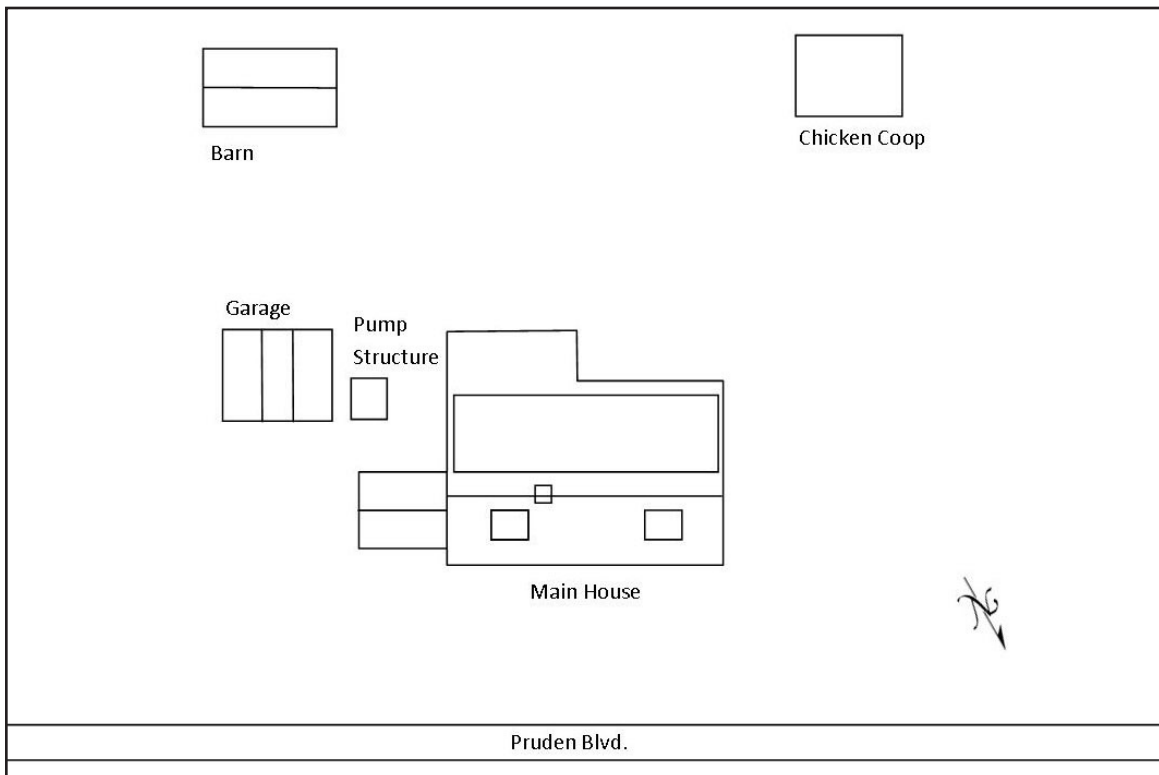 Barn
Chicken Coop
Garage
Pump
Structure
Main House
N
Pruden Blvd.